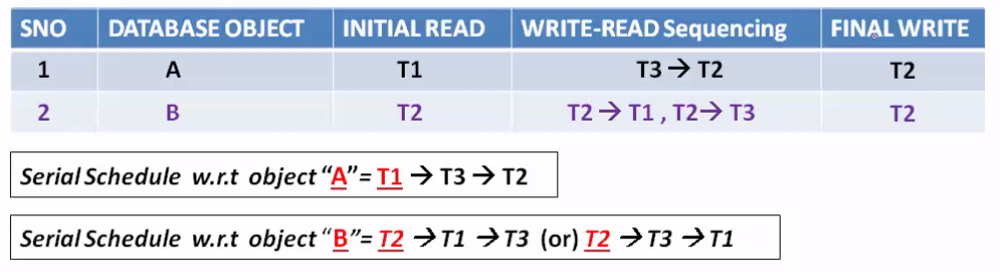 SNO DATABASE OBJECT INITIAL READ WRITE-READ Sequencing FINAL WRITE
1 A T1 T3 → T2 T2
2 B T2 T2 → T1 , T2→ T3 T2
Serial Schedule w.r.t object “A”= T1 → T3 → T2
Serial Schedule w.r.t object “B”= T2 →T1 →T3 (or) T2 →T3 →T1